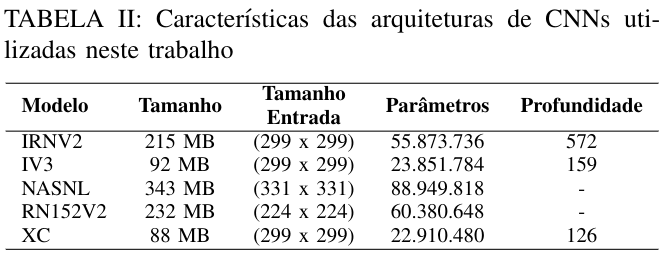 TABELA II: Características das arquiteturas de CNNs uti-
lizadas neste trabalho
Modelo Tamanho Tamanho Entrada Parâmetros Profundidade
IRNV2 215 MB (299 x 299) 55.873.736 572
IV3 92 MB (299 x 299) 23.851.784 159
NASNL 343 MB (331 x 331) 88.949.818 -
RN152V2 232 MB (224 x 224) 60.380.648 -
XC 88 MB (299 x 299) 22.910.480 126